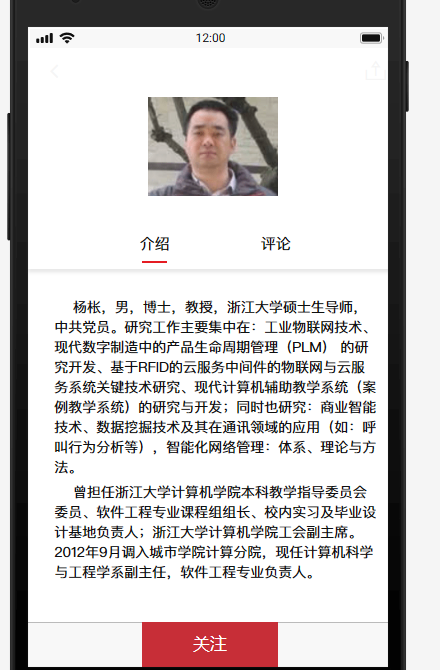 12:00
介绍 评论
杨枨，男，博士，教授，浙江大学硕士生导师，
中共党员。研究工作主要集中在：工业物联网技术、
现代数字制造中的产品生命周期管理（PLM） 的研
究开发、基于RFID的云服务中间件的物联网与云服
务系统关键技术研究、现代计算机辅助教学系统（案
例教学系统）的研究与开发；同时也研究：商业智能
技术、数据挖掘技术及其在通讯领域的应用（如：呼
叫行为分析等），智能化网络管理：体系、理论与方
法。
曾担任浙江大学计算机学院本科教学指导委员会
委员、软件工程专业课程组组长、校内实习及毕业设
计基地负责人；浙江大学计算机学院工会副主席。
2012年9月调入城市学院计算分院，现任计算机科学
与工程学系副主任，软件工程专业负责人。
关注